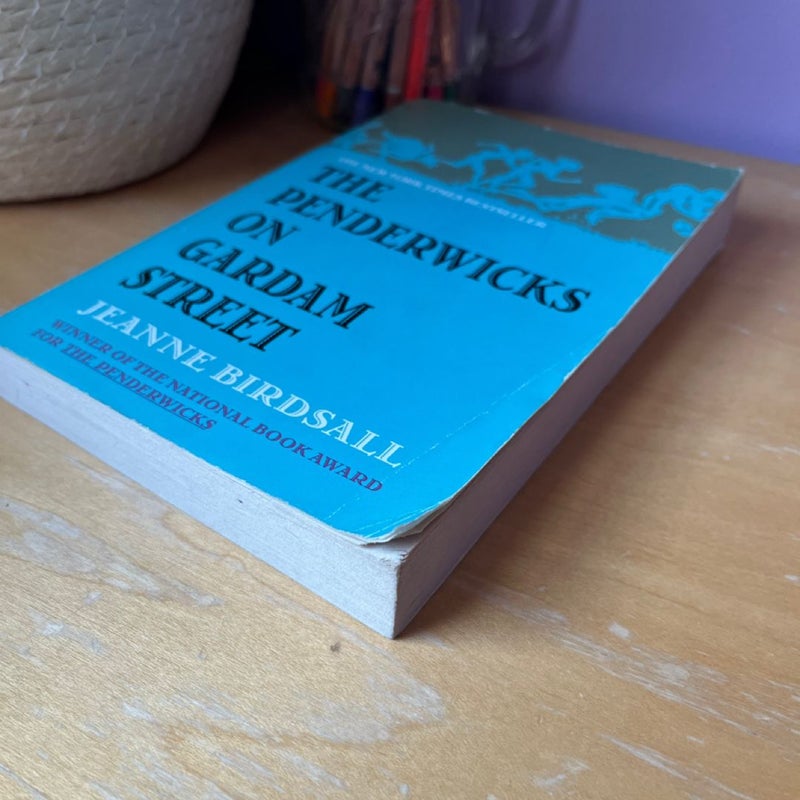 THE NEW YORK TIMES BESTSELLER
THE
PENDERWICKS
ON
GARDAM
STREET
JEANNE BIRDSALL
WINNER OF THE NATIONAL BOOK AWARD
FOR THE PENDERWICKS